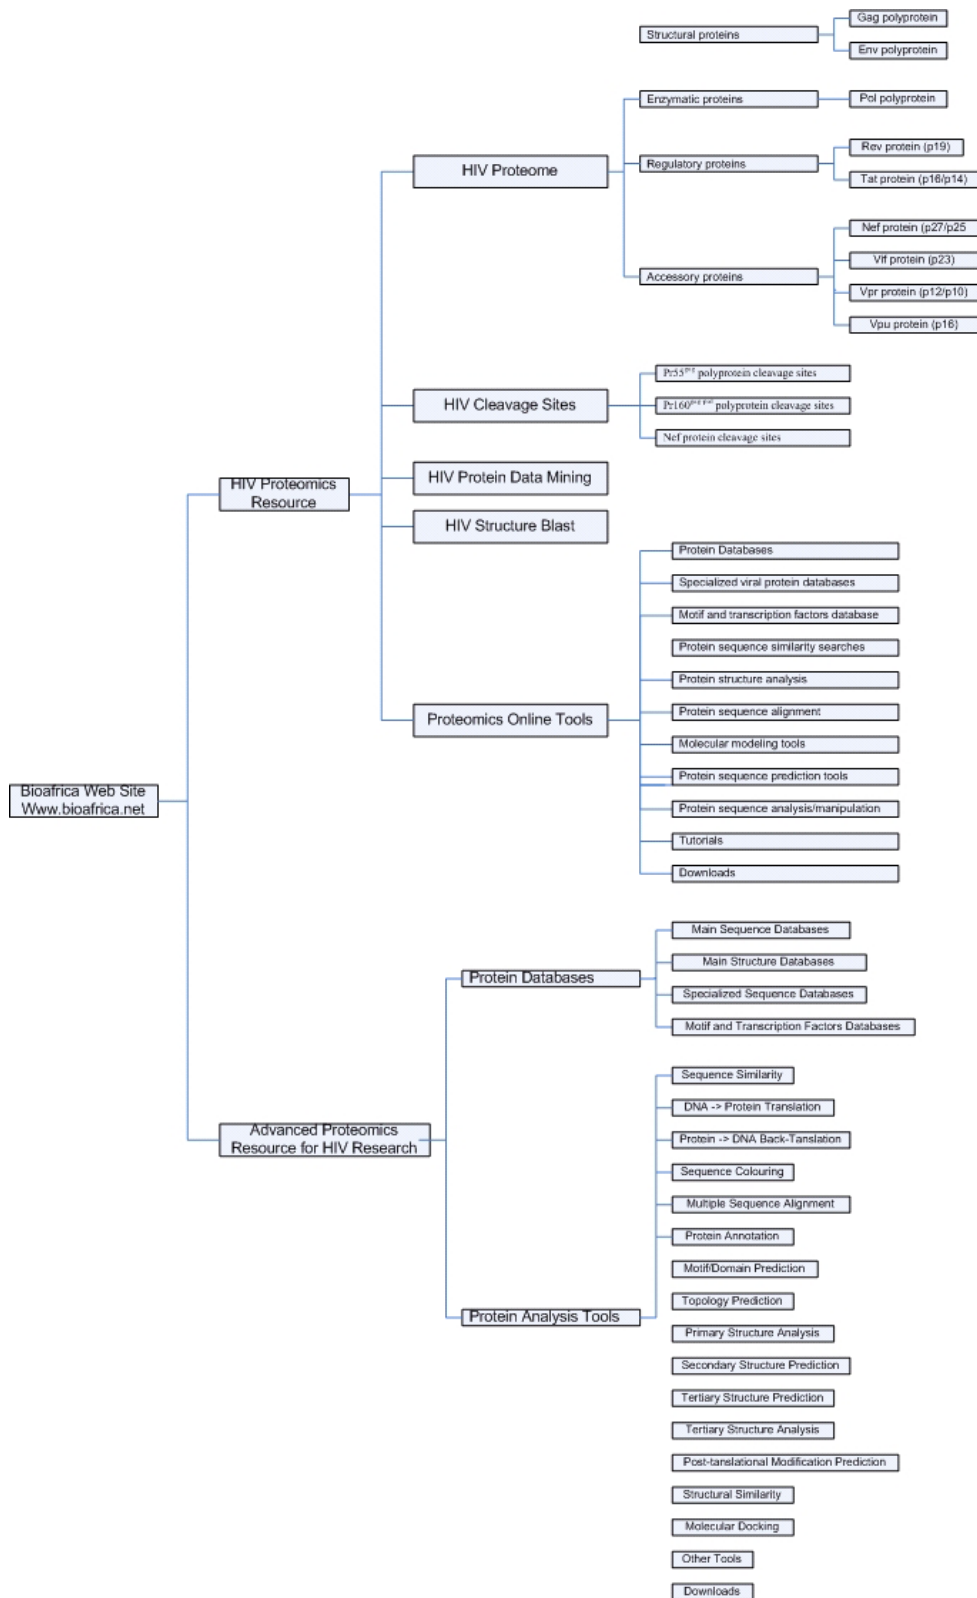 Gag polyprotein
Structural proteins
Env polyprotein
Enzymatic proteins
Pol polyprotein
Rev protein (p19)
HIV Proteome
Regulatory proteins
Tat protein (p16/p14)
Nef protein (p27/p25
Vif protein (p23)
Accessory proteins
Vpr protein (p12/p10)
Vpu protein (p16)
Pr55gag polyprotein cleavage sites
HIV Cleavage Sites
Pr160gag-pol polyprotein cleavage sites
Nef protein cleavage sites
HIV Protein Data Mining
HIV Proteomics
Resource
HIV Structure Blast
Protein Databases
Specialized viral protein databases
Motif and transcription factors database
Protein sequence similarity searches
Protein structure analysis
Proteomics Online Tools
Protein sequence alignment
Molecular modeling tools
Protein sequence prediction tools
Bioafrica Web Site
Www.bioafrica.net
Protein sequence analysis/manipulation
Tutorials
Downloads
Main Sequence Databases
Main Structure Databases
Protein Databases
Specialized Sequence Databases
Motif and Transcription Factors Databases
Sequence Similarity
DNA -> Protein Translation
Advanced Proteomics
Resource for HIV Research
Protein -> DNA Back-Tanslation
Sequence Colouring
Multiple Sequence Alignment
Protein Annotation
Motif/Domain Prediction
Topology Prediction
Protein Analysis Tools
Primary Structure Analysis
Secondary Structure Prediction
Tertiary Structure Prediction
Tertiary Structure Analysis
Post-tanslational Modification Prediction
Structural Similarity
Molecular Docking
Other Tools
Downloads